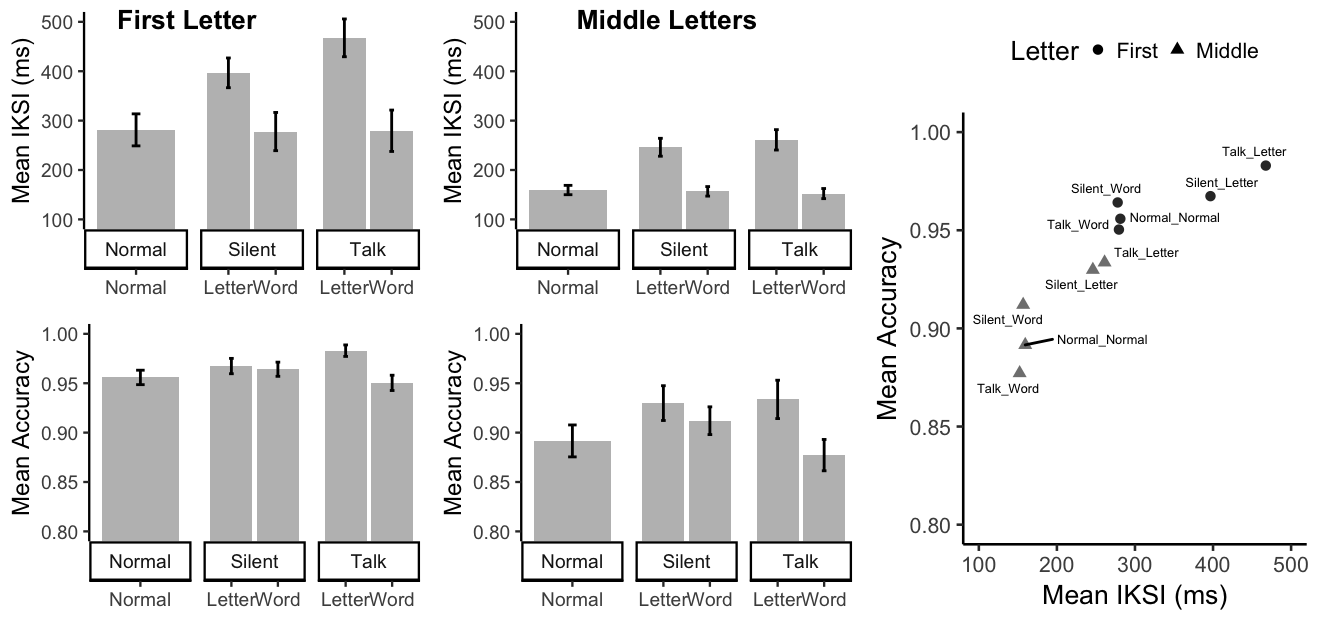 First Letter
Mean IKSI (ms)
500
400
300
200
100
Normal
Silent
Talk
Normal
Letter Word
Letter Word
Middle Letters
Mean IKSI (ms)
500
400
300
200
100
Normal
Silent
Talk
Normal
Letter Word
Letter Word
Mean Accuracy
1.00
0.95
0.90
0.85
0.80
Normal
Silent
Talk
Normal
Letter Word
Letter Word
Mean Accuracy
1.00
0.95
0.90
0.85
0.80
Normal
Silent
Talk
Normal
Letter Word
Letter Word
Letter First Middle
Mean Accuracy
1.00
0.95
0.90
0.85
0.80
Talk_Letter
Silent_Letter
Silent_Word
Normal_Normal
Talk_Word
Talk_Letter
Silent_Letter
Silent_Word
Normal_Normal
Talk_Word
100 200 300 400 500
Mean IKSI (ms)